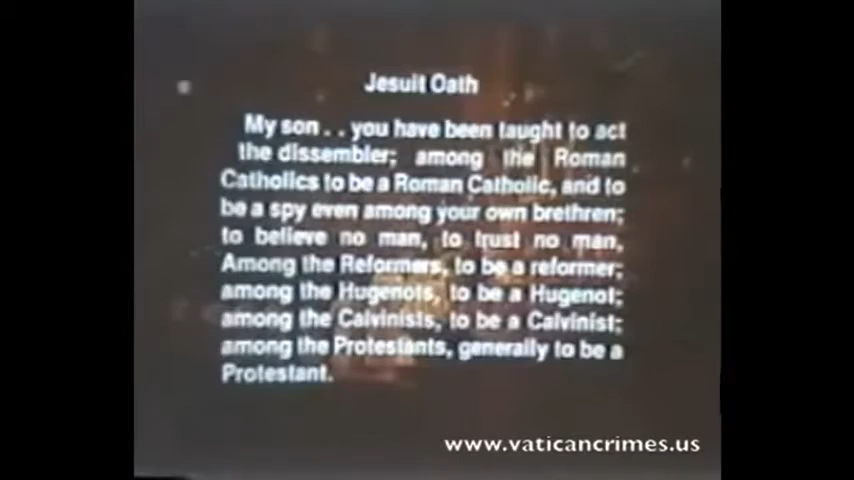 Jesuit Oath
My son . . you have been taught to act
the dissembler; among the Roman
Catholics to be a Roman Catholic, and to
be a spy even among your own brethren;
to believe no man, to trust no man,
Among the Reformers, to be a reformer;
among the Hugenots, to be a Hugenot;
among the Calvinists, to be a Calvinist;
among the Protestants, generally to be a
Protestant.
www.vaticancrimes.us